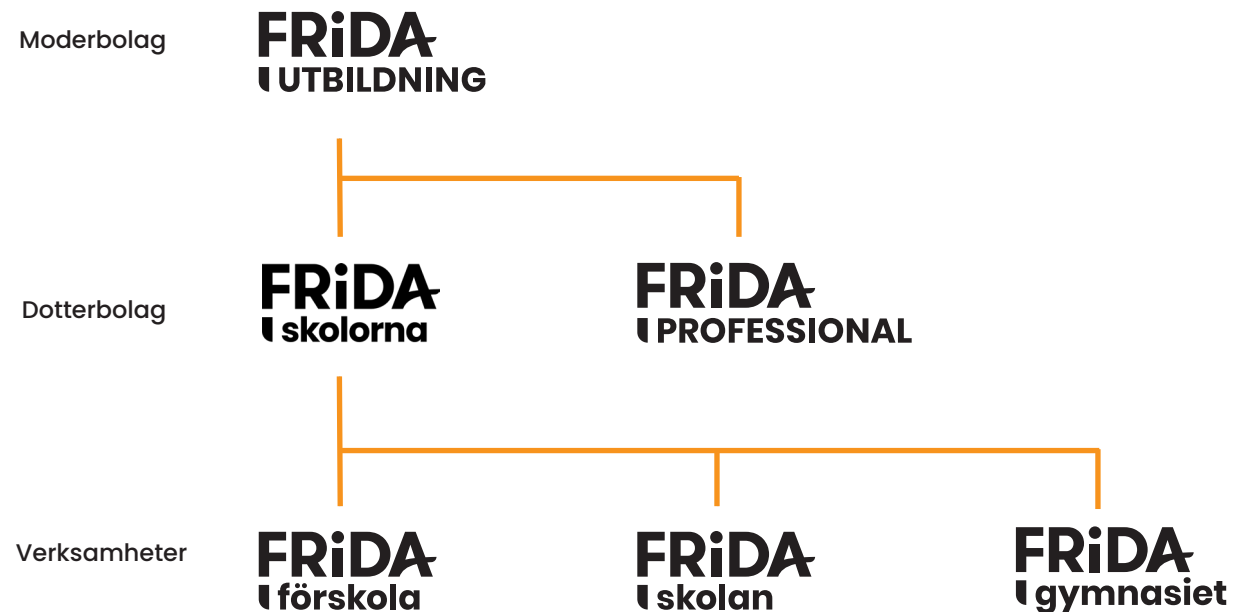 Moderbolag
FRiDA
UTBILDNING
Dotterbolag
FRiDA
skolorna
FRiDA
PROFESSIONAL
Verksamheter
FRiDA
förskola
FRiDA
skolan
FRiDA
gymnasiet